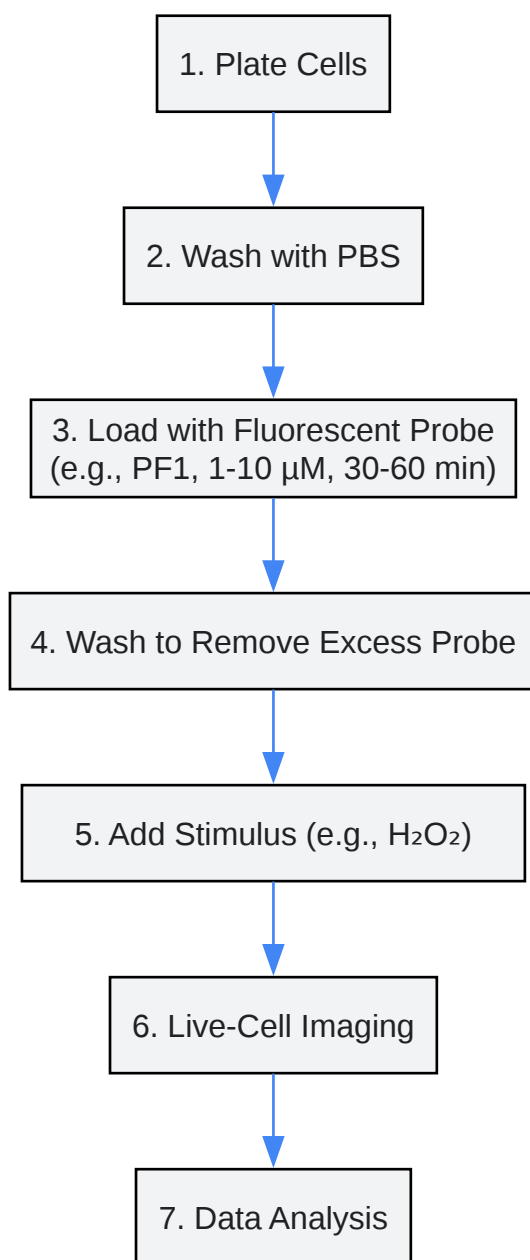 1. Plate Cells
2. Wash with PBS
3. Load with Fluorescent Probe
(e.g., PF1, 1-10 µM, 30-60 min)
4. Wash to Remove Excess Probe
5. Add Stimulus (e.g., H₂O₂)
6. Live-Cell Imaging
7. Data Analysis